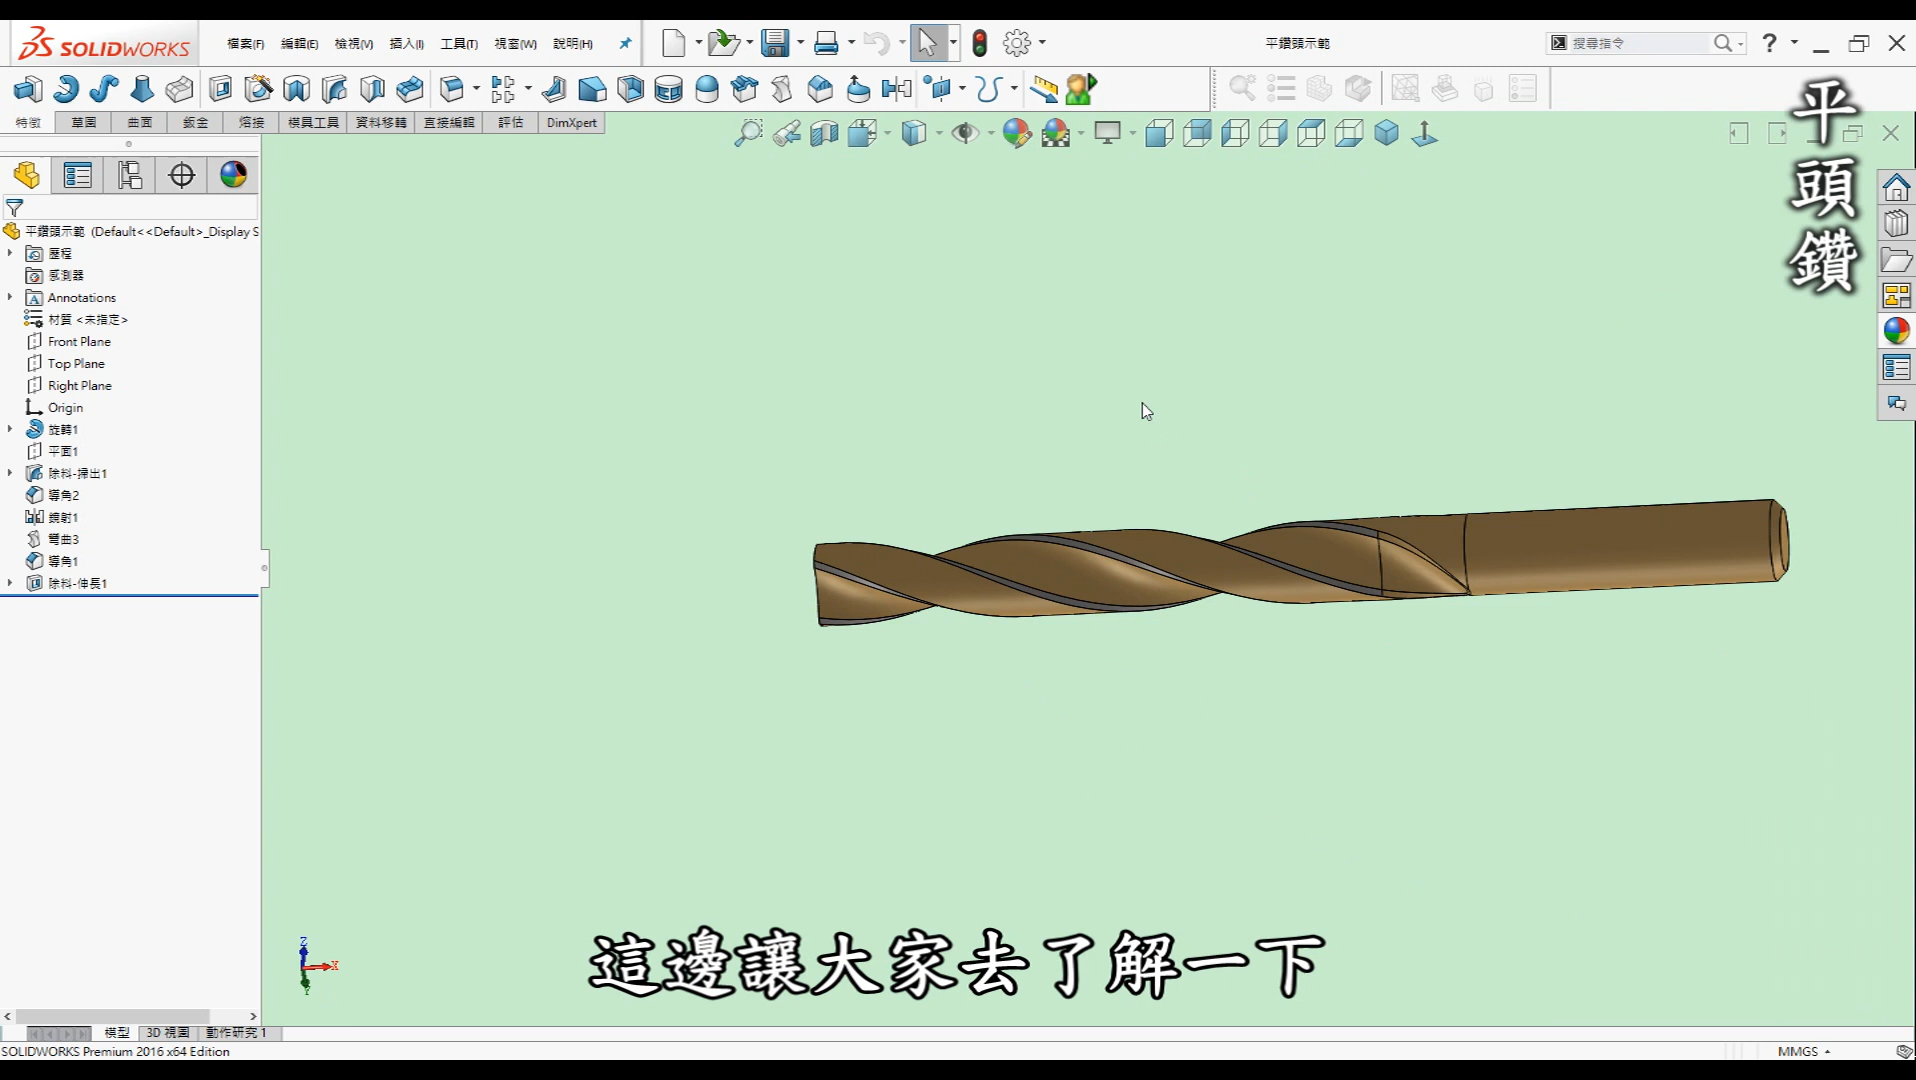 SOLIDWORKS
檔案(F) 編輯(E) 檢視(V) 插入(I) 工具(T) 視窗(W) 說明(H)
平鑽頭示範
搜尋指令
特徵 草圖 曲面 鈑金 熔接 模具工具 資料移轉 直接編輯 評估 DimXpert
平頭鑽
平鑽頭示範 (Default<<Default>_Display S
歷程
感測器
Annotations
材質 <未指定>
Front Plane
Top Plane
Right Plane
Origin
旋轉1
平面1
除料-掃出1
導角2
鏡射1
彎曲3
導角1
除料-伸長1
Z
X
Y
這邊讓大家去了解一下
模型 3D 視圖 動作研究 1
SOLIDWORKS Premium 2016 x64 Edition
MMGS